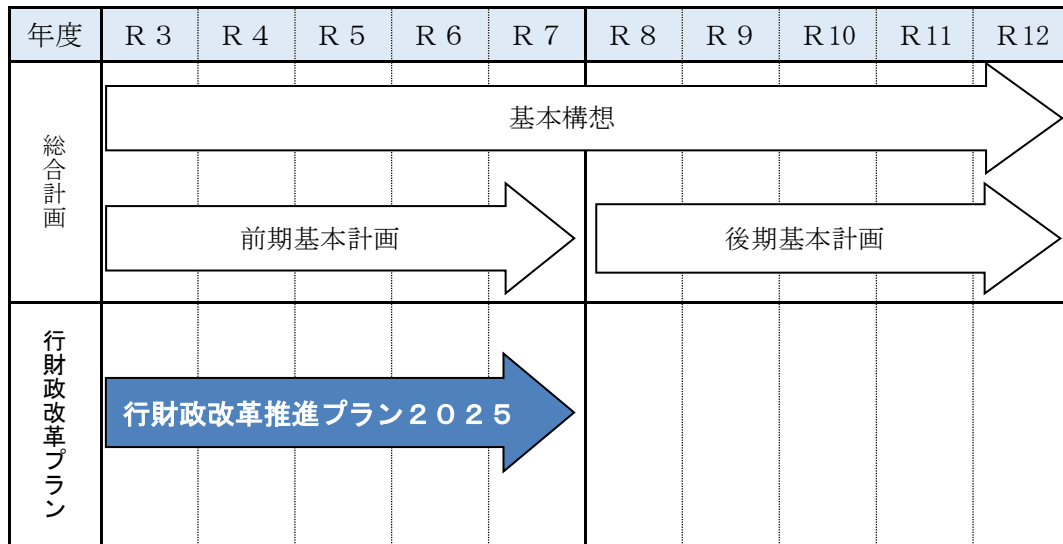 年度 Ｒ３ Ｒ４ Ｒ５ Ｒ６ Ｒ７ Ｒ８ Ｒ９ Ｒ10 Ｒ11 Ｒ12
総合計画
基本構想
前期基本計画 後期基本計画
行財政改革プラン
行財政改革推進プラン２０２５